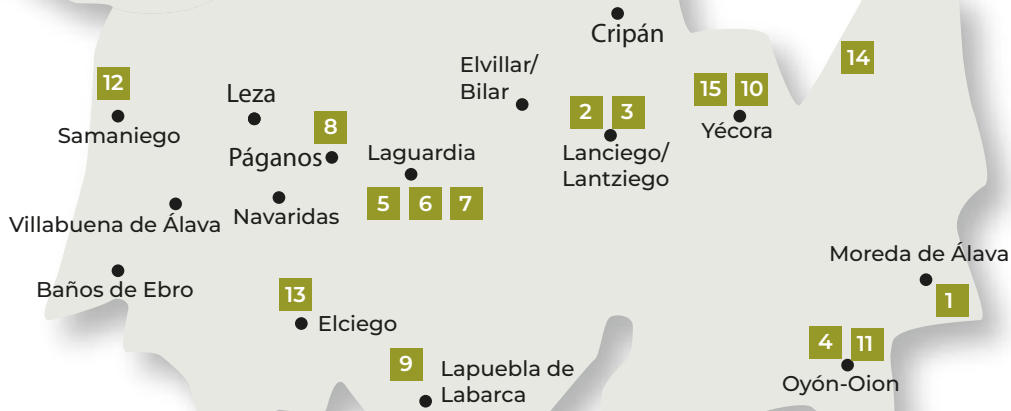 Cripán
14
12
Elvillar/
Bilar
15 10
Leza
2 3
8
Samaniego
Yécora
Páganos
Laguardia
Lanciego/
Lantziego
5 6 7
Navaridas
Villabuena de Álava
Moreda de Álava
Baños de Ebro
13
1
Elciego
4 11
9
Lapuebla de
Labarca
Oyón-Oion